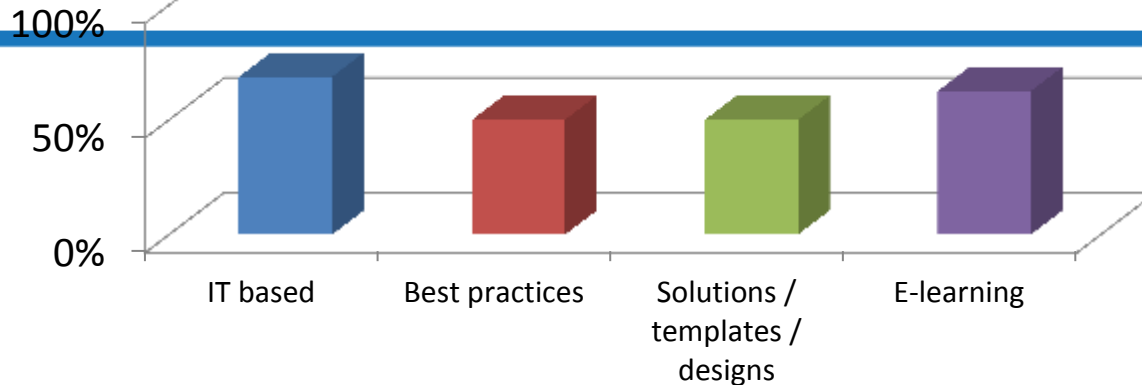 100%
50%
0%
IT based
Best practices
Solutions /
templates /
designs
E-learning